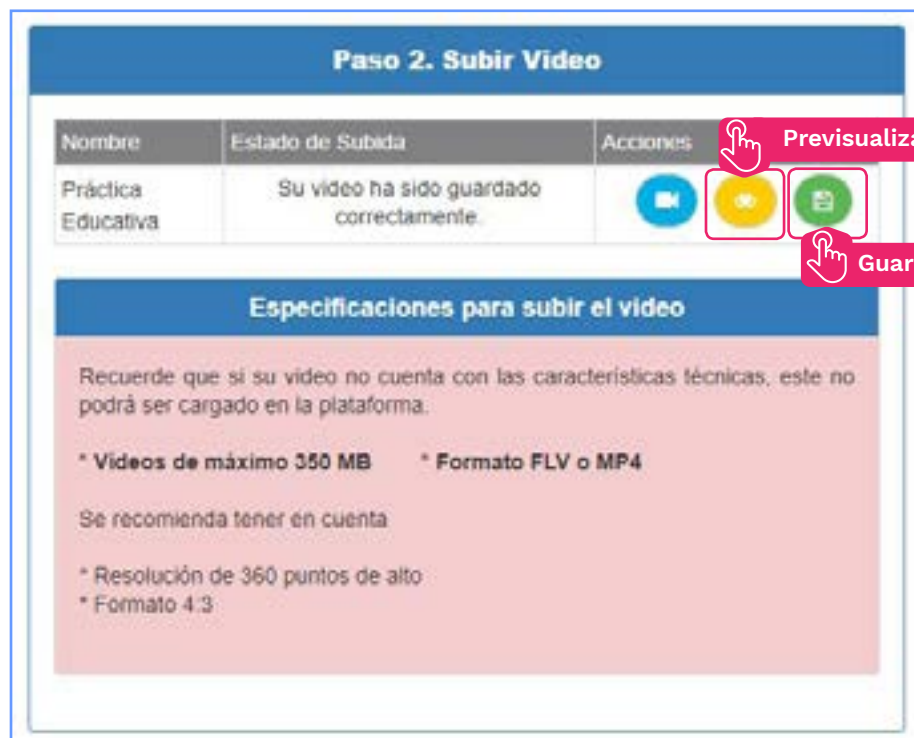 Paso 2. Subir Video
Nombre Estado de Subida Acciones
Previsualiza
Práctica Su video ha sido guardado
Educativa correctamente.
Guar
Especificaciones para subir el video
Recuerde que si su video no cuenta con las características técnicas, este no
podrá ser cargado en la plataforma.
* Videos de máximo 350 MB * Formato FLV o MP4
Se recomienda tener en cuenta
* Resolución de 360 puntos de alto
* Formato 4:3